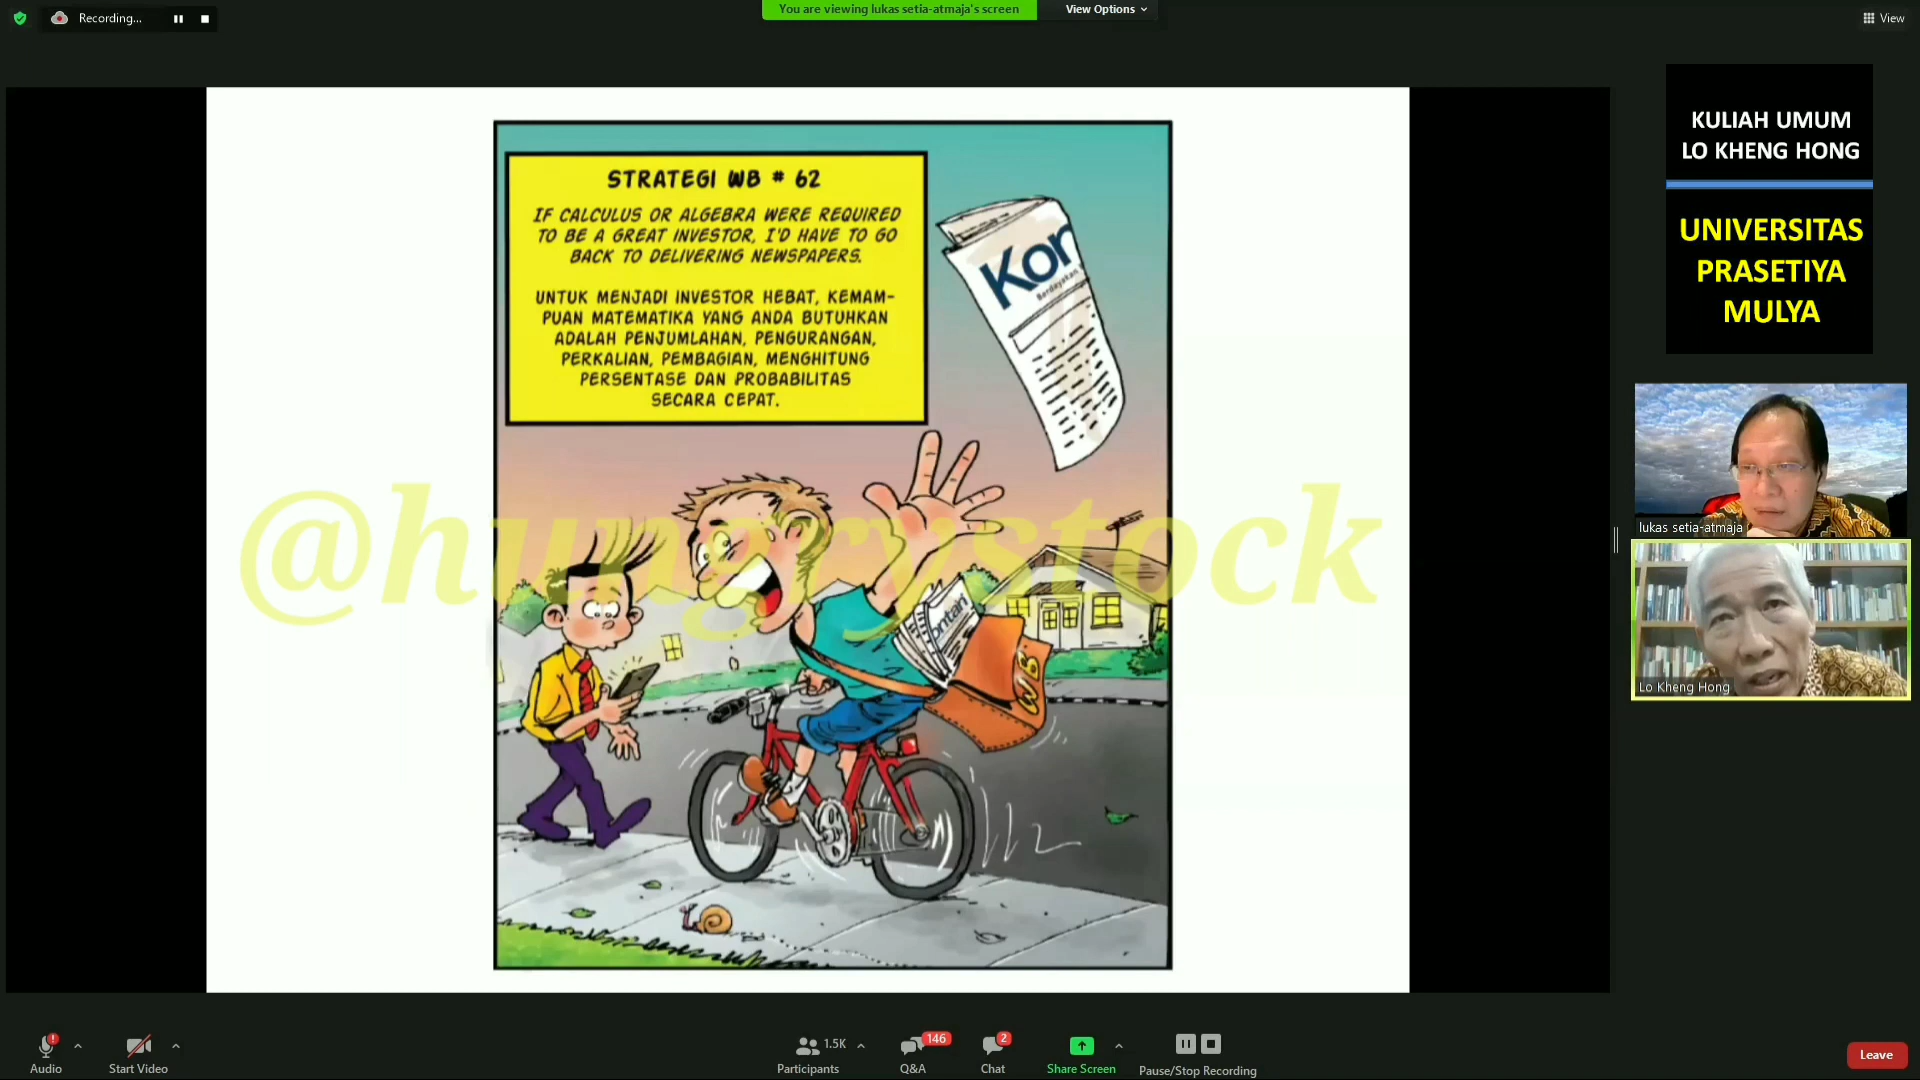 Recording...
You are viewing lukas setia-atmaja's screen
View Options
View
STRATEGI WB # 62
IF CALCULUS OR ALGEBRA WERE REQUIRED
TO BE A GREAT INVESTOR, I'D HAVE TO GO
BACK TO DELIVERING NEWSPAPERS.
UNTUK MENJADI INVESTOR HEBAT, KEMAM-
PUAN MATEMATIKA YANG ANDA BUTUHKAN
ADALAH PENJUMLAHAN, PENGURANGAN,
PERKALIAN, PEMBAGIAN, MENGHITUNG
PERSENTASE DAN PROBABILITAS
SECARA CEPAT.
Kon
Berdayakan
ontan
WB
@hungrystock
KULIAH UMUM
LO KHENG HONG
UNIVERSITAS
PRASETIYA
MULYA
lukas setia-atmaja
Lo Kheng Hong
Audio
Start Video
1.5K
Participants
146
Q&A
2
Chat
Share Screen
Pause/Stop Recording
Leave